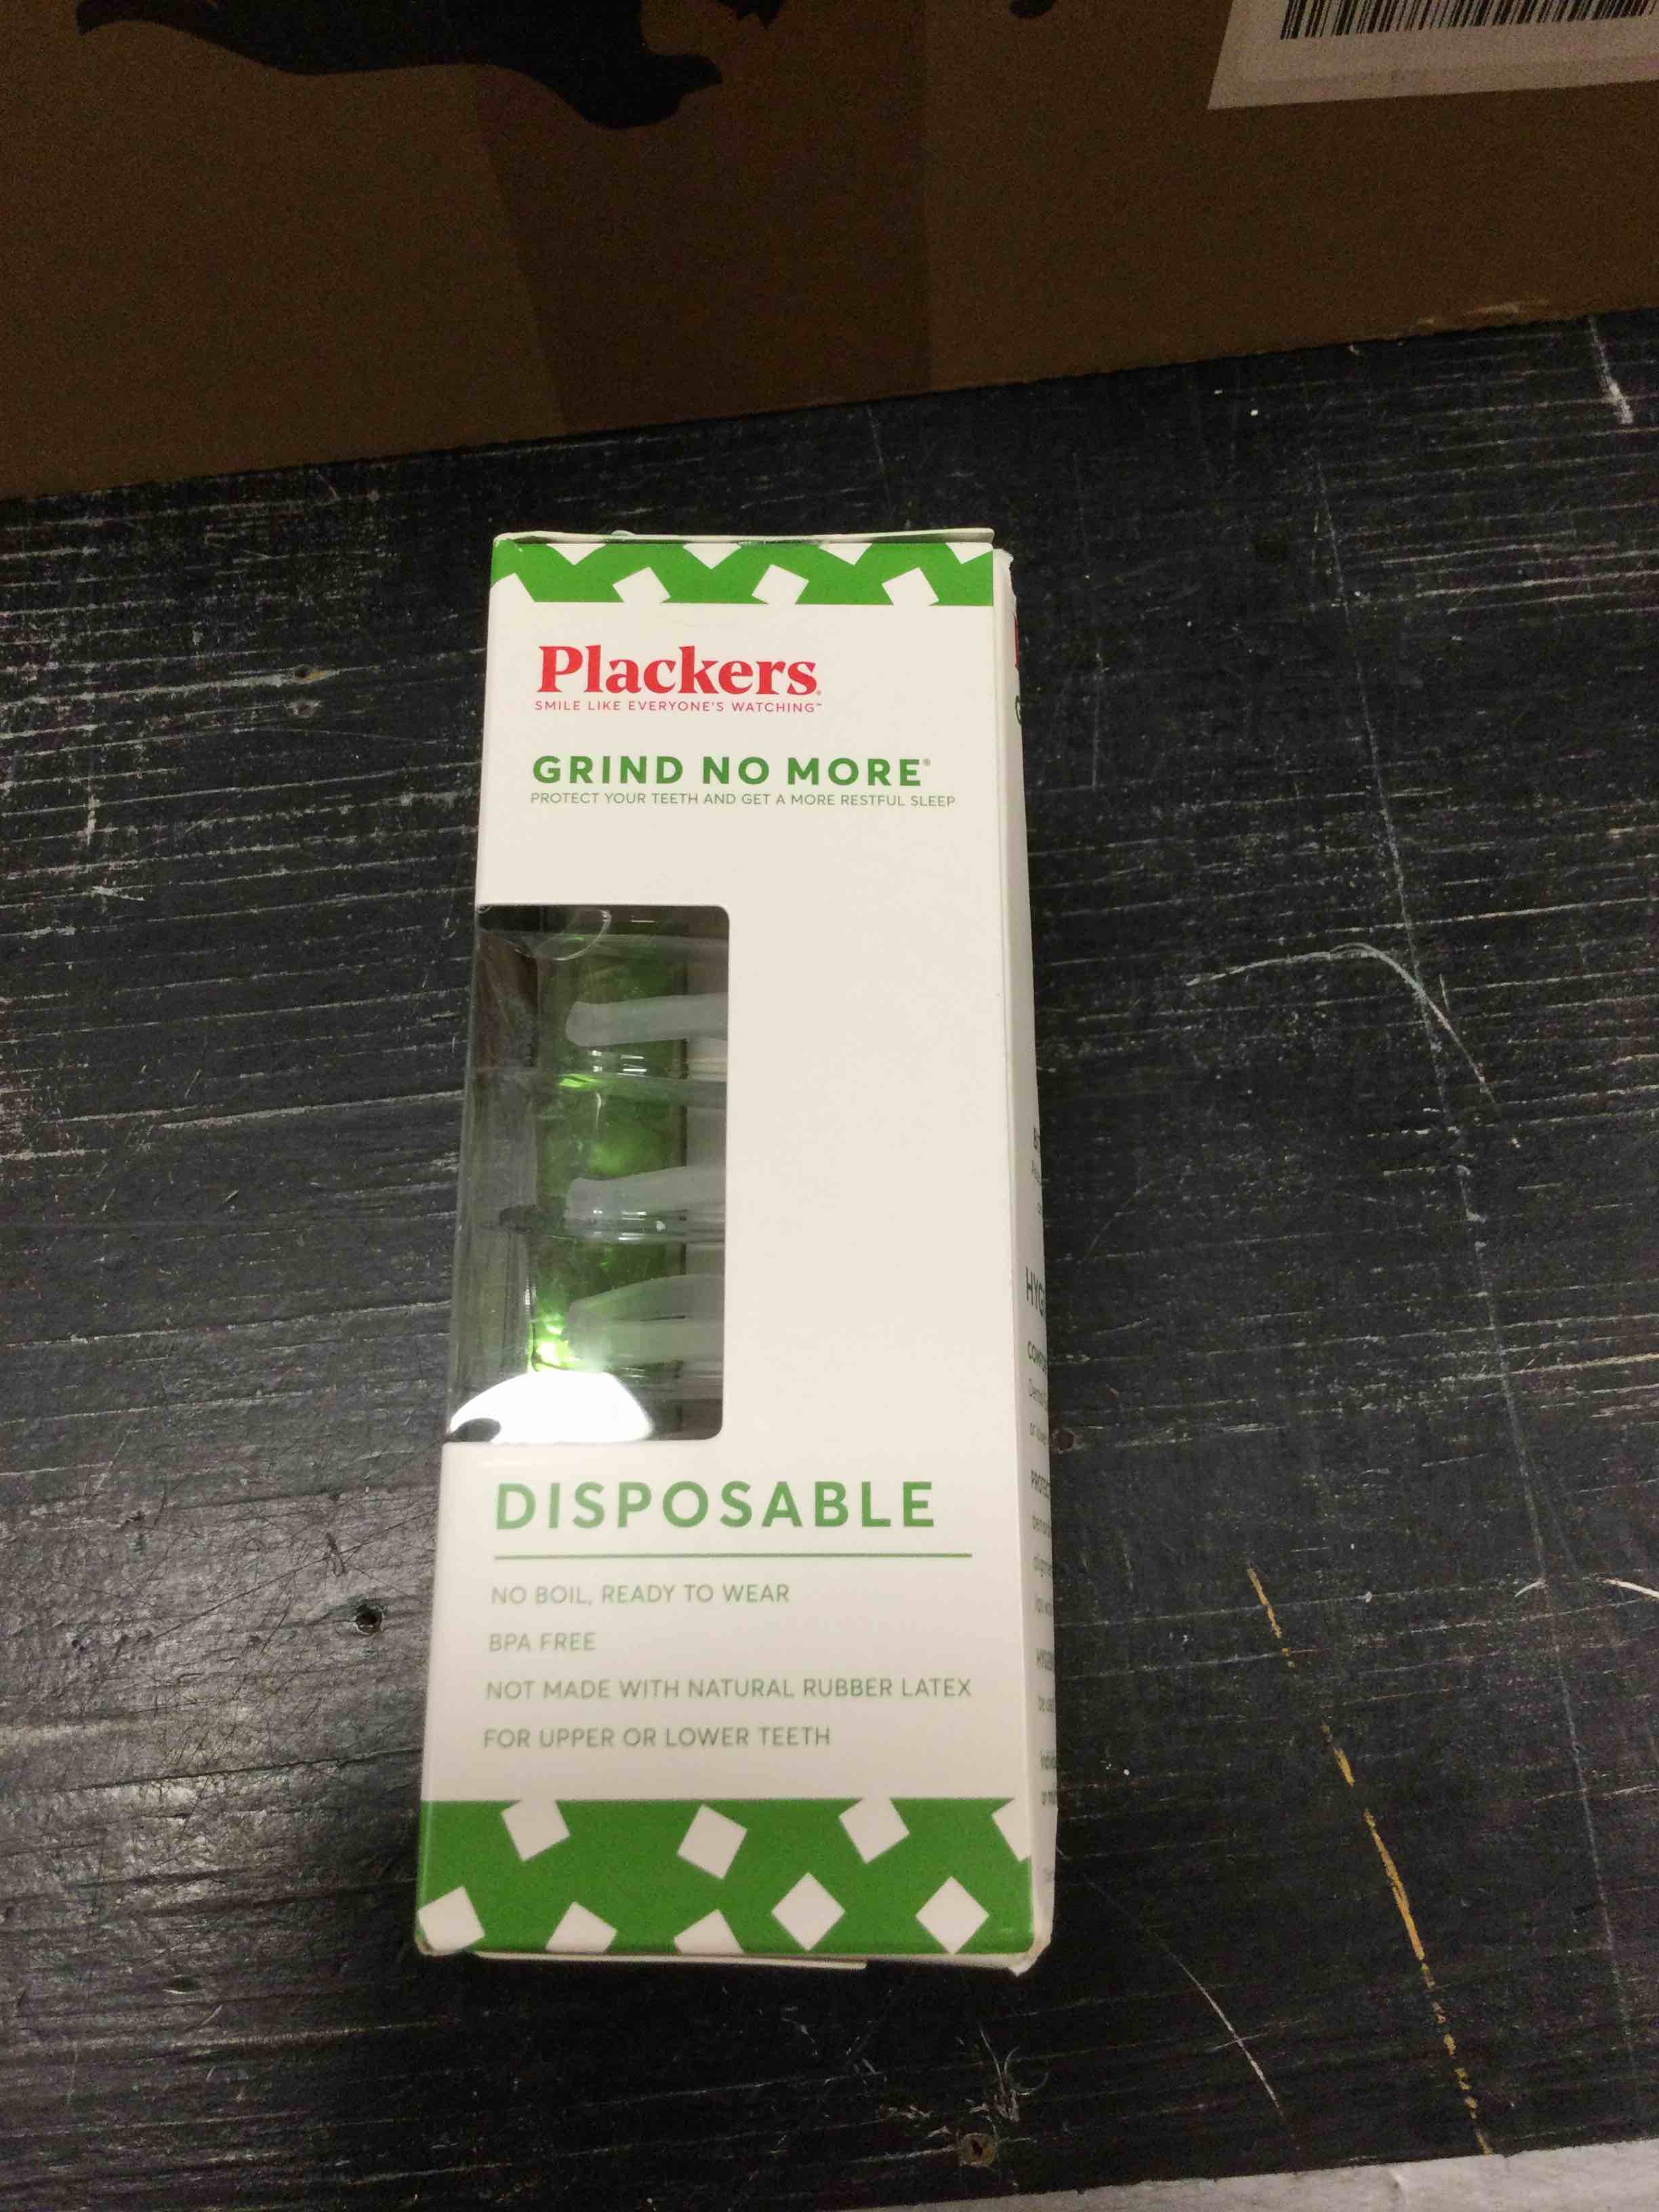 Plackers®
SMILE LIKE EVERYONE'S WATCHING™
GRIND NO MORE®
PROTECT YOUR TEETH AND GET A MORE RESTFUL SLEEP
DISPOSABLE
NO BOIL, READY TO WEAR
BPA FREE
NOT MADE WITH NATURAL RUBBER LATEX
FOR UPPER OR LOWER TEETH